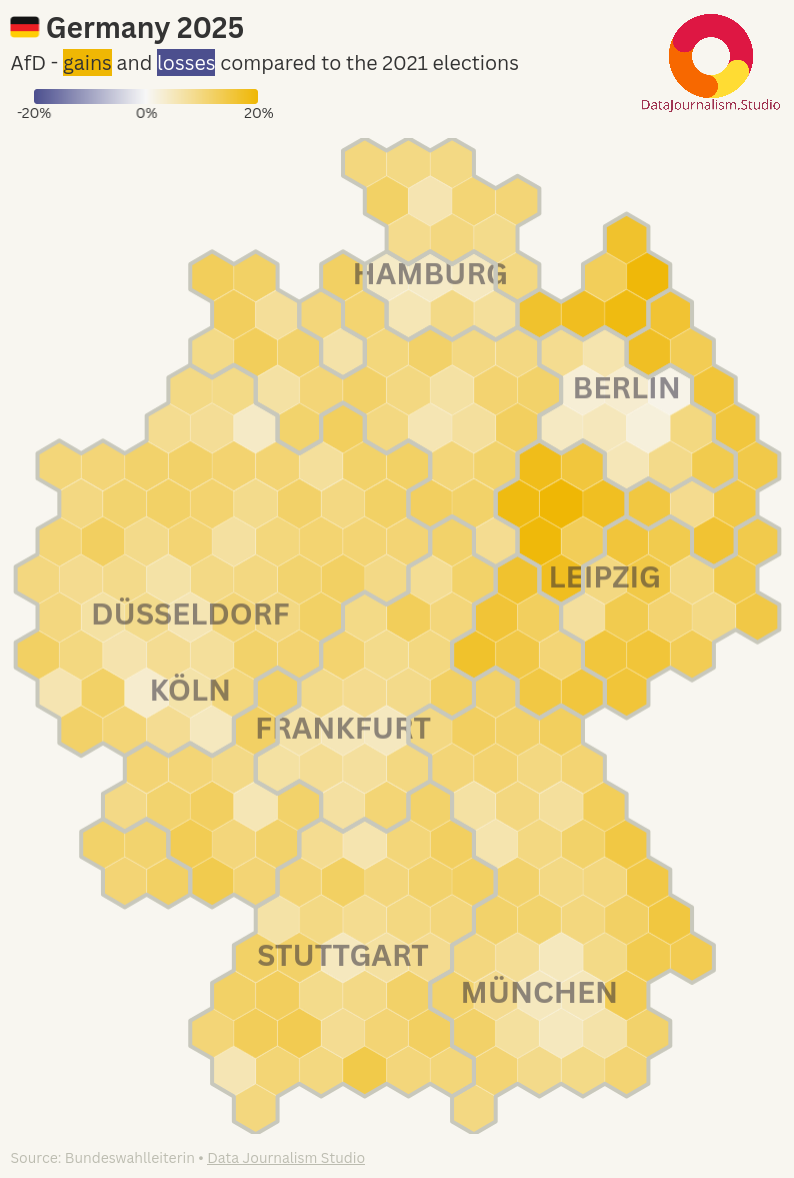 Germany 2025
AfD - gains and losses compared to the 2021 elections
-20% 0% 20%
DataJournalism.Studio
HAMBURG
BERLIN
LEIPZIG
DÜSSELDORF
KÖLN
FRANKFURT
STUTTGART
MÜNCHEN
Source: Bundeswahlleiterin • Data Journalism Studio